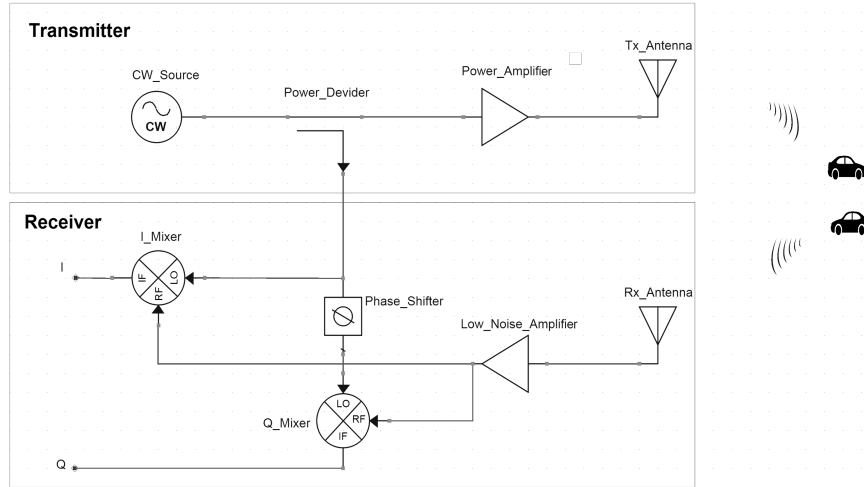 Transmitter
Tx_Antenna
CW_Source
Power_Amplifier
Power_Devider
CW
Receiver
I_Mixer
I
IF
LO
RF
Phase_Shifter
Rx_Antenna
Low_Noise_Amplifier
LO
Q_Mixer
RF
IF
Q